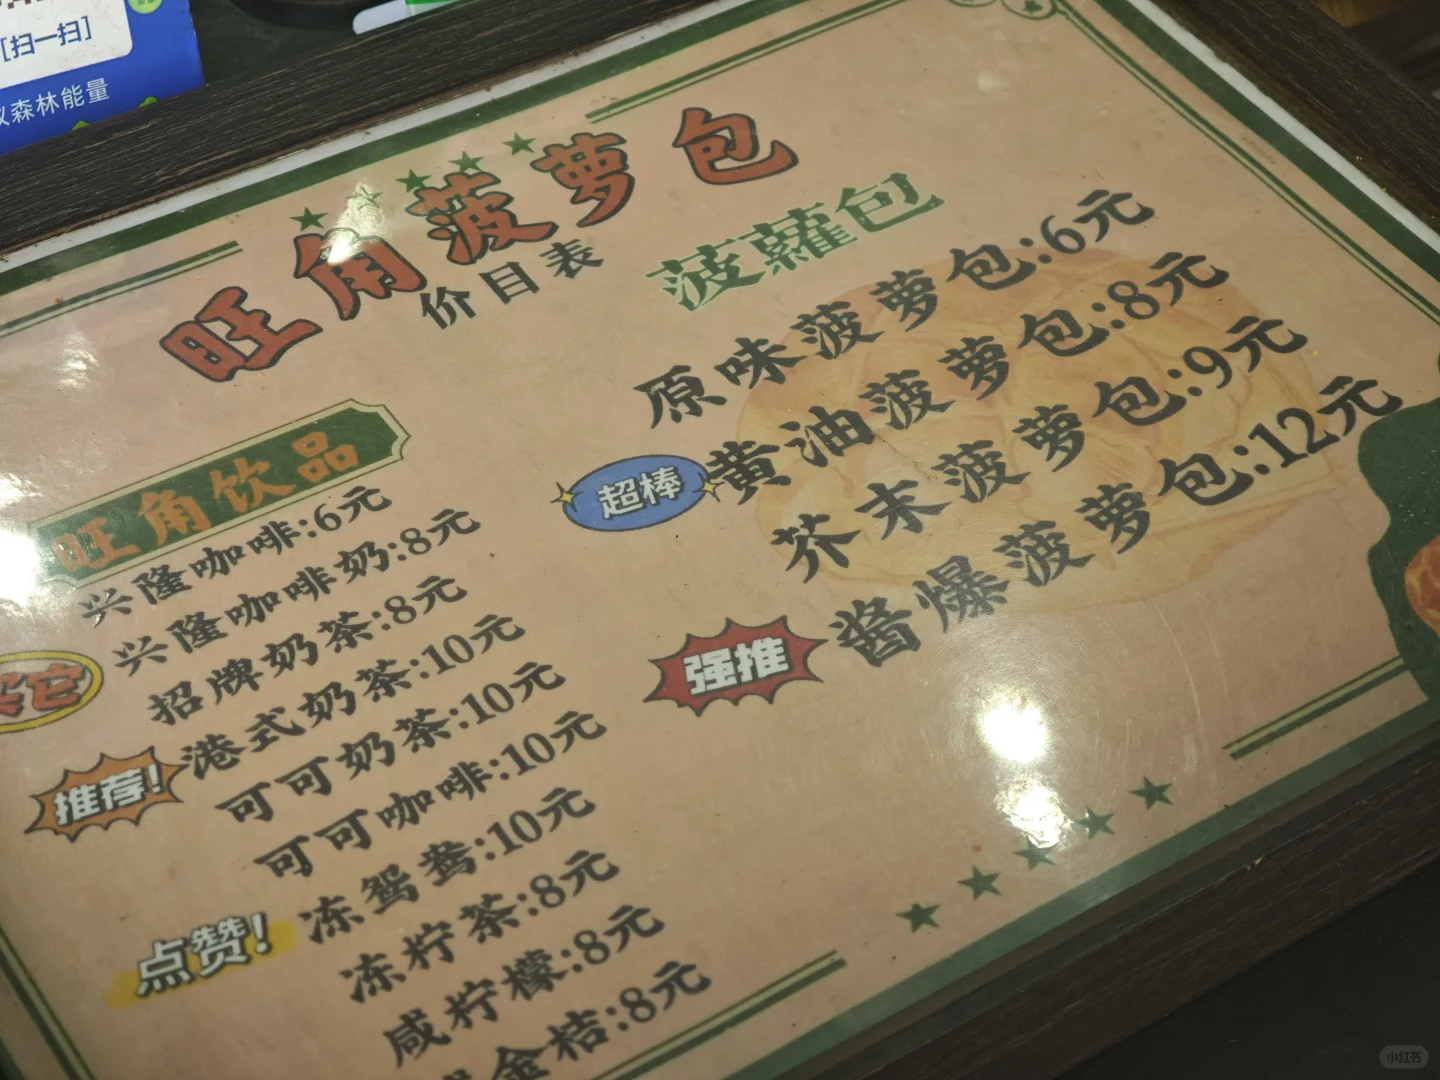 [扫一扫]
森林能量
旺角菠萝包
价目表
旺角饮品
兴隆咖啡:6元
兴隆咖啡奶:8元
招牌奶茶:8元
买它
推荐!
港式奶茶:10元
可可奶茶:10元
可可咖啡:10元
点赞!
冻鸳鸯:10元
冻柠茶:8元
咸柠檬:8元
金桔:8元
菠蘿包
原味菠萝包:6元
超棒
黄油菠萝包:8元
芥末菠萝包:9元
强推
酱爆菠萝包:12元
小红书